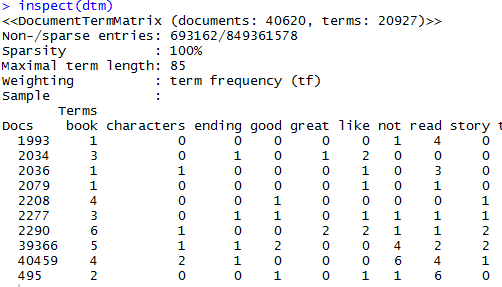 > inspect(dtm)
<<DocumentTermMatrix (documents: 40620, terms: 20927)>>
Non-/sparse entries: 693162/849361578
Sparsity           : 100%
Maximal term length: 85
Weighting          : term frequency (tf)
Sample             :
       Terms
Docs    book characters ending good great like not read story t
  1993     1          0      0    0     0    0   1    4     0
  2034     3          0      1    0     1    2   0    0     0
  2036     1          1      0    0     0    1   0    3     0
  2079     1          0      0    0     0    1   0    1     0
  2208     4          0      0    1     0    0   0    0     1
  2277     3          0      1    1     0    1   1    1     1
  2290     6          1      0    0     2    2   1    1     2
  39366    5          1      1    2     0    0   4    2     2
  40459    4          2      1    0     0    0   6    4     1
  495      2          0      0    1     0    1   1    6     0